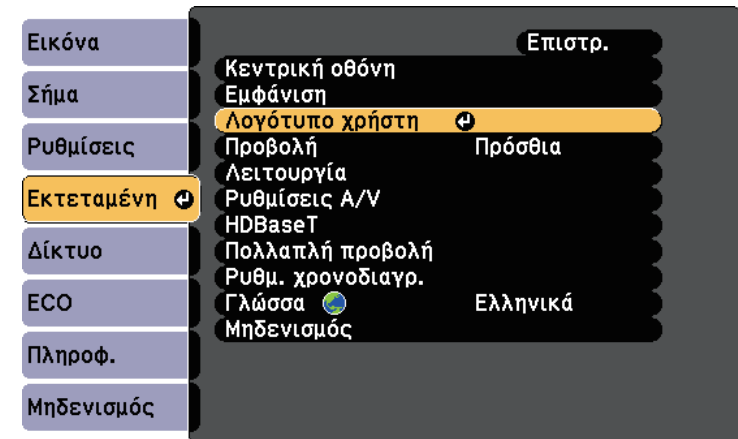 Εικόνα
Σήμα
Ρυθμίσεις
Εκτεταμένη
Δίκτυο
ECO
Πληροφ.
Μηδενισμός
Επιστρ.
Κεντρική οθόνη
Εμφάνιση
Λογότυπο χρήστη
Προβολή Πρόσθια
Λειτουργία
Ρυθμίσεις A/V
HDBaseT
Πολλαπλή προβολή
Ρυθμ. χρονοδιαγρ.
Γλώσσα Ελληνικά
Μηδενισμός